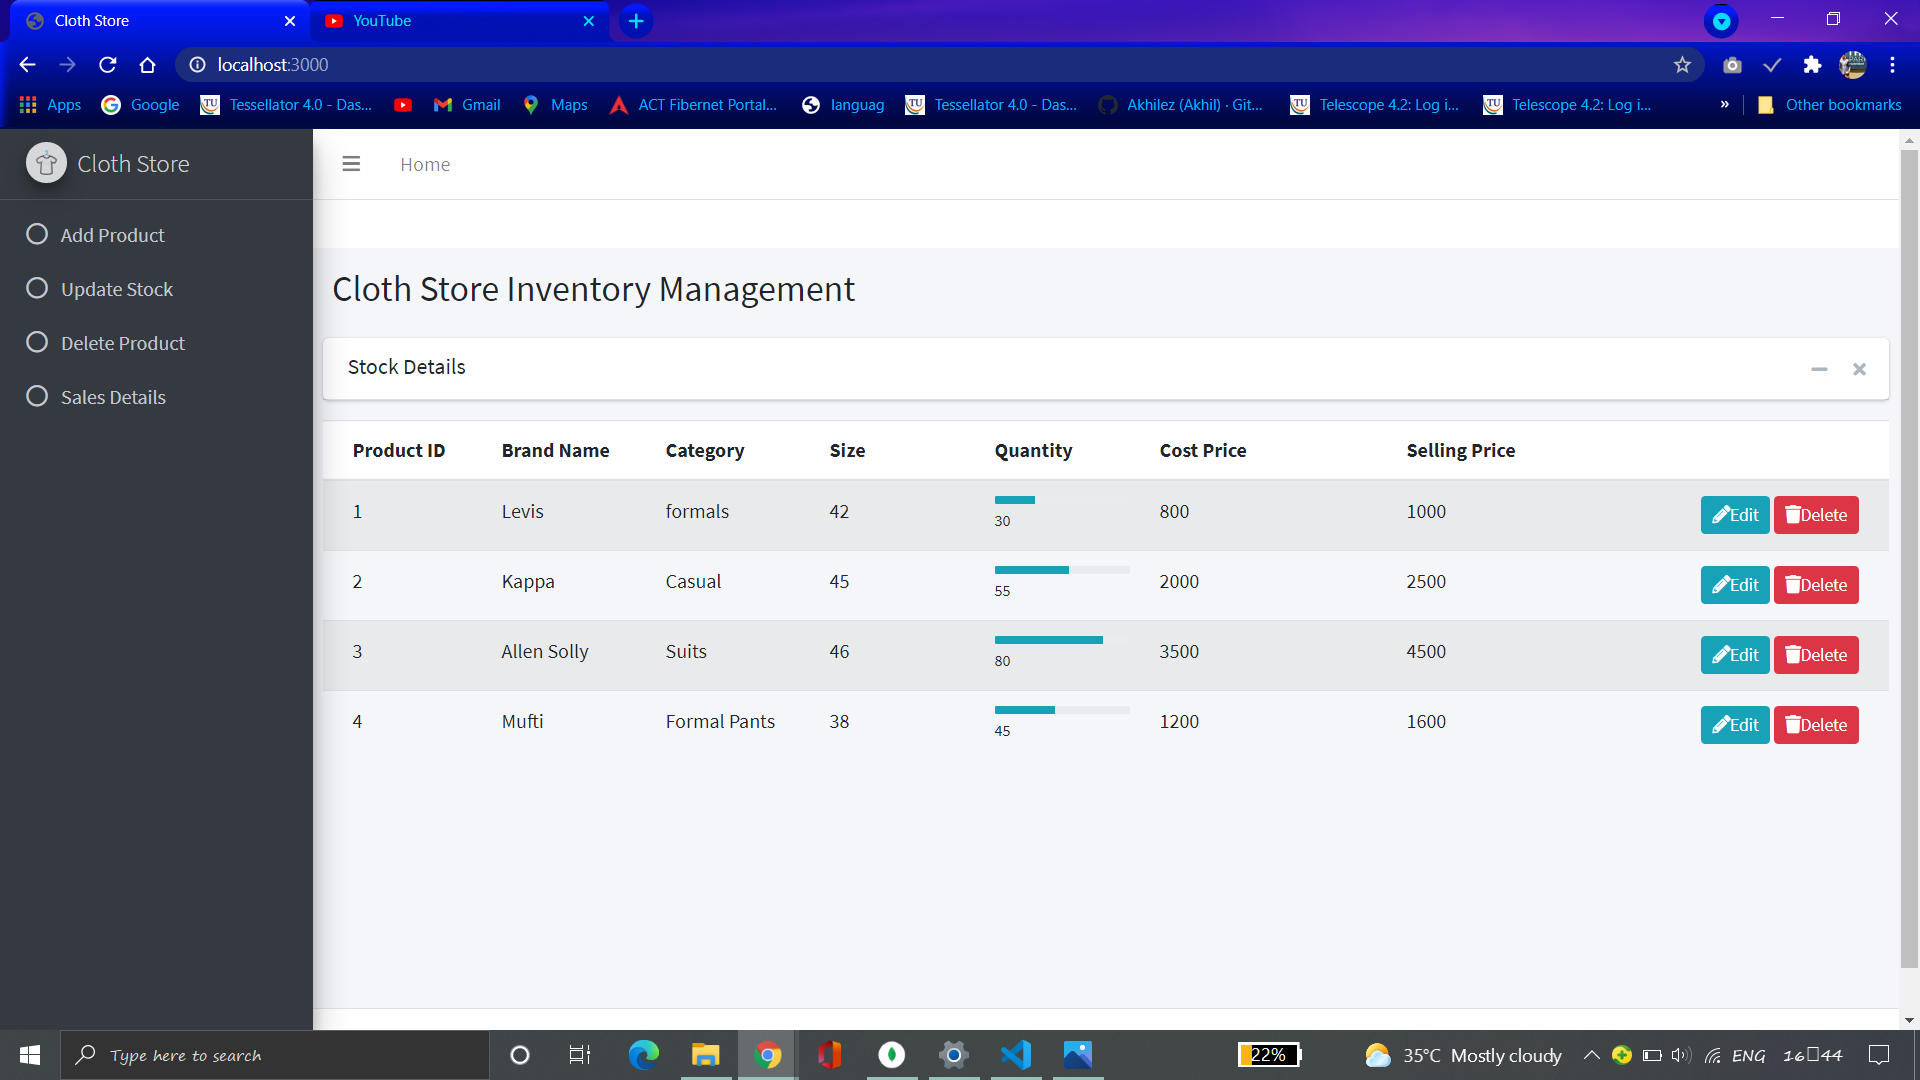 Cloth Store
YouTube
localhost:3000
Apps Google Tessellator 4.0 - Das... Gmail Maps ACT Fibernet Portal... languag Tessellator 4.0 - Das... Akhilez (Akhil) · Git... Telescope 4.2: Log i... Telescope 4.2: Log i... » Other bookmarks
Cloth Store
Home
Add Product
Update Stock
Delete Product
Sales Details
Cloth Store Inventory Management
Stock Details
Product ID Brand Name Category Size Quantity Cost Price Selling Price
1 Levis formals 42 30 800 1000 Edit Delete
2 Kappa Casual 45 55 2000 2500 Edit Delete
3 Allen Solly Suits 46 80 3500 4500 Edit Delete
4 Mufti Formal Pants 38 45 1200 1600 Edit Delete
Type here to search
22%
35°C Mostly cloudy
ENG
16▯44